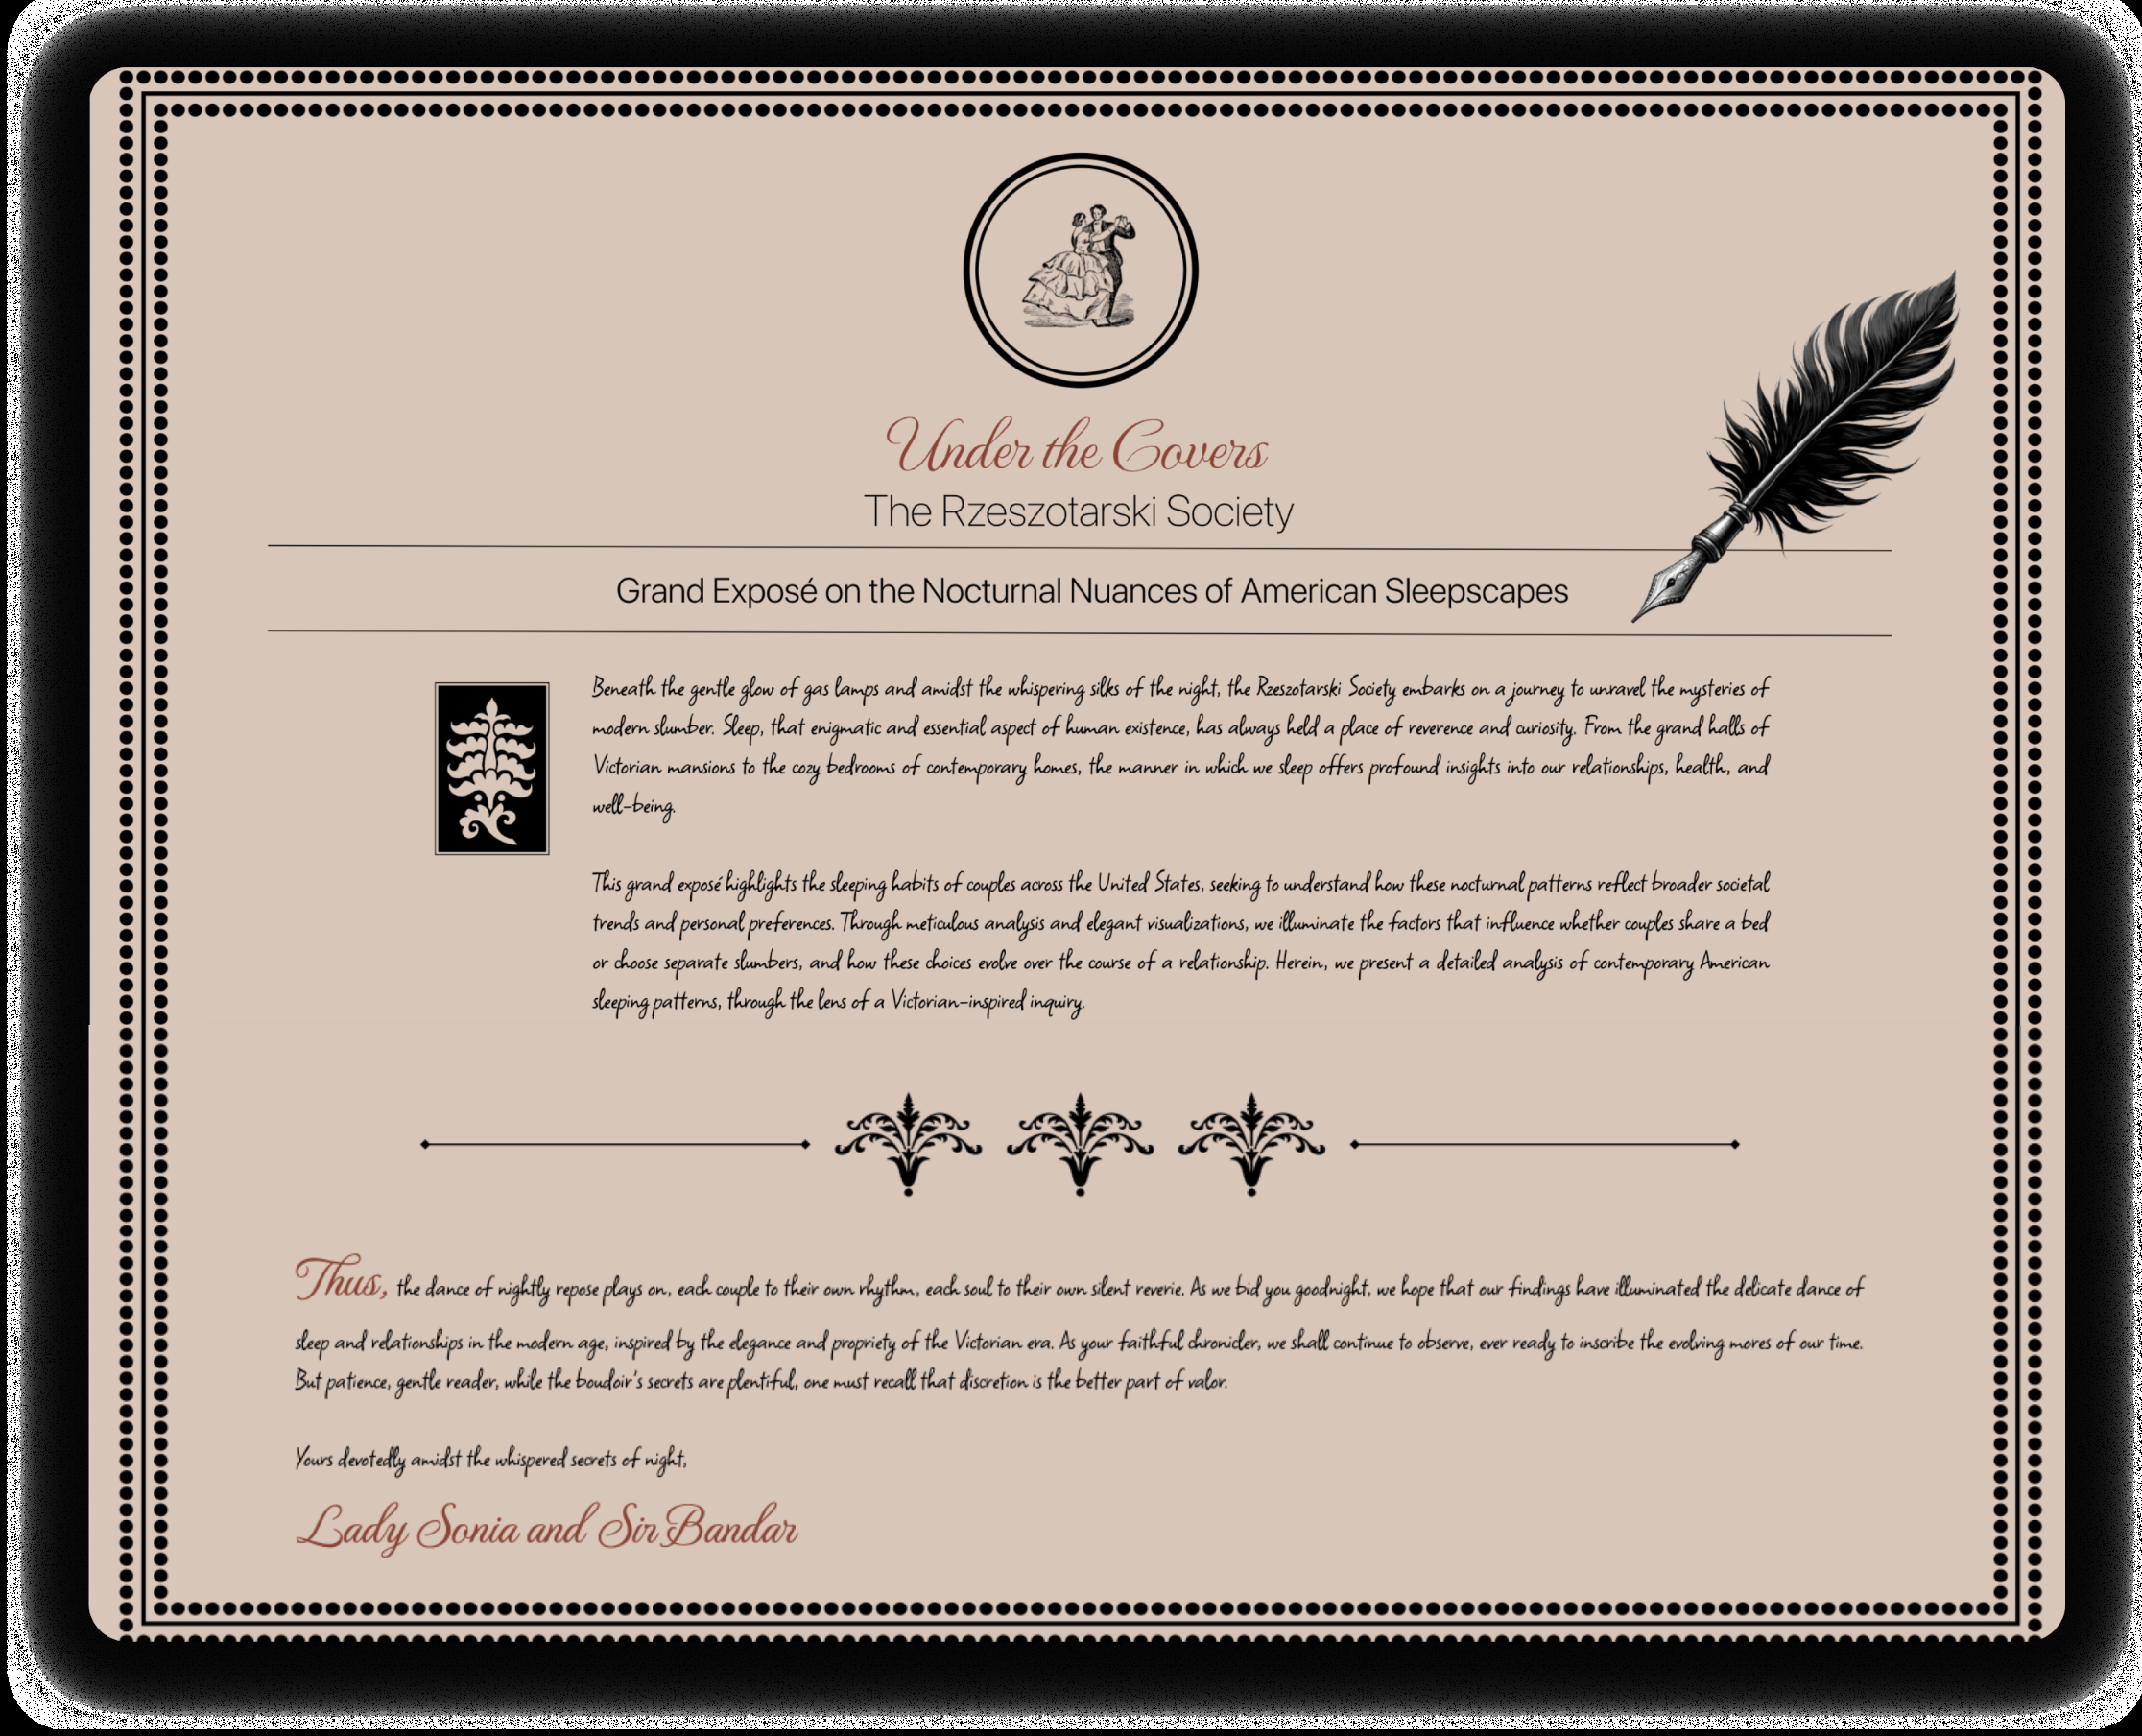 Under the Covers
The Rzeszotarski Society
Grand Exposé on the Nocturnal Nuances of American Sleepscapes
Beneath the gentle glow of gas lamps and amidst the whispering silks of the night, the Rzeszotarski Society embarks on a journey to unravel the mysteries of
modern slumber. Sleep, that enigmatic and essential aspect of human existence, has always held a place of reverence and curiosity. From the grand halls of
Victorian mansions to the cozy bedrooms of contemporary homes, the manner in which we sleep offers profound insights into our relationships, health, and
well-being.
This grand exposé highlights the sleeping habits of couples across the United States, seeking to understand how these nocturnal patterns reflect broader societal
trends and personal preferences. Through meticulous analysis and elegant visualizations, we illuminate the factors that influence whether couples share a bed
or choose separate slumbers, and how these choices evolve over the course of a relationship. Herein, we present a detailed analysis of contemporary American
sleeping patterns, through the lens of a Victorian-inspired inquiry.
Thus, the dance of nightly repose plays on, each couple to their own rhythm, each soul to their own silent reverie. As we bid you goodnight, we hope that our findings have illuminated the delicate dance of
sleep and relationships in the modern age, inspired by the elegance and propriety of the Victorian era. As your faithful chronicler, we shall continue to observe, ever ready to inscribe the evolving mores of our time.
But patience, gentle reader, while the boudoir's secrets are plentiful, one must recall that discretion is the better part of valor.
Yours devotedly amidst the whispered secrets of night,
Lady Sonia and Sir Bandar